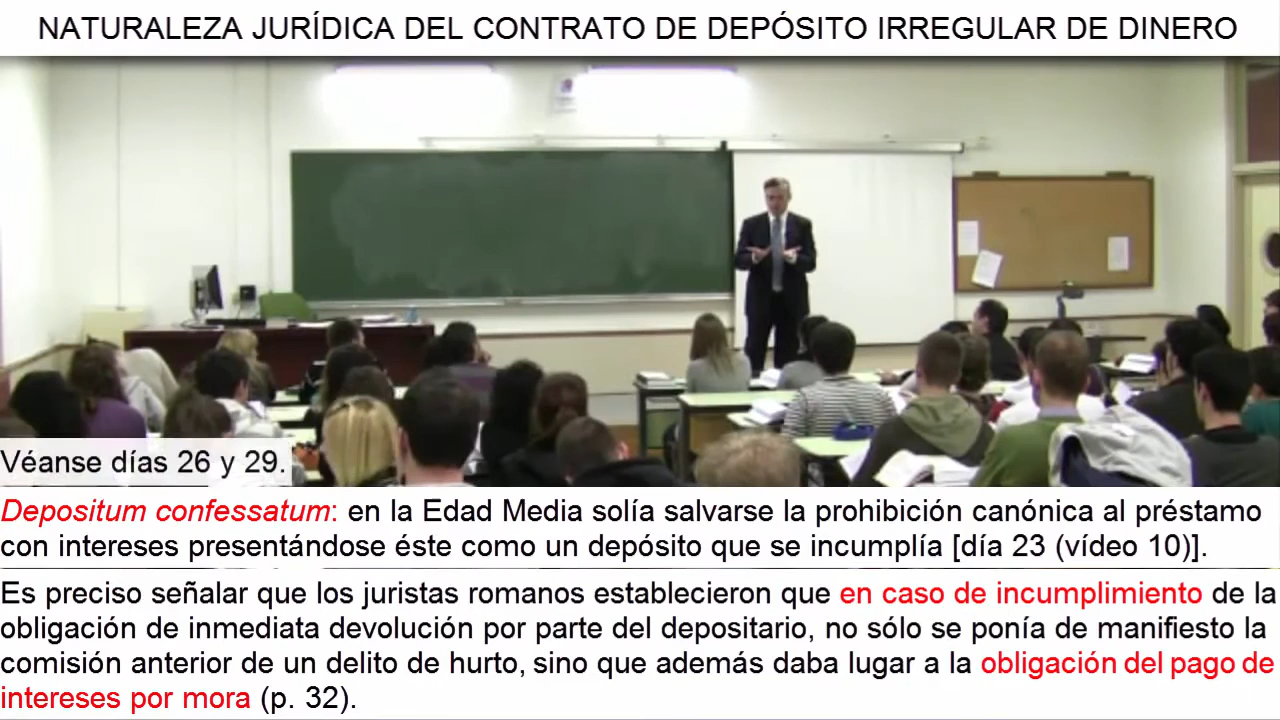 NATURALEZA JURÍDICA DEL CONTRATO DE DEPÓSITO IRREGULAR DE DINERO
Véanse días 26 y 29.
Depositum confessatum: en la Edad Media solía salvarse la prohibición canónica al préstamo
con intereses presentándose éste como un depósito que se incumplía [día 23 (vídeo 10)].
Es preciso señalar que los juristas romanos establecieron que en caso de incumplimiento de la
obligación de inmediata devolución por parte del depositario, no sólo se ponía de manifiesto la
comisión anterior de un delito de hurto, sino que además daba lugar a la obligación del pago de
intereses por mora (p. 32).